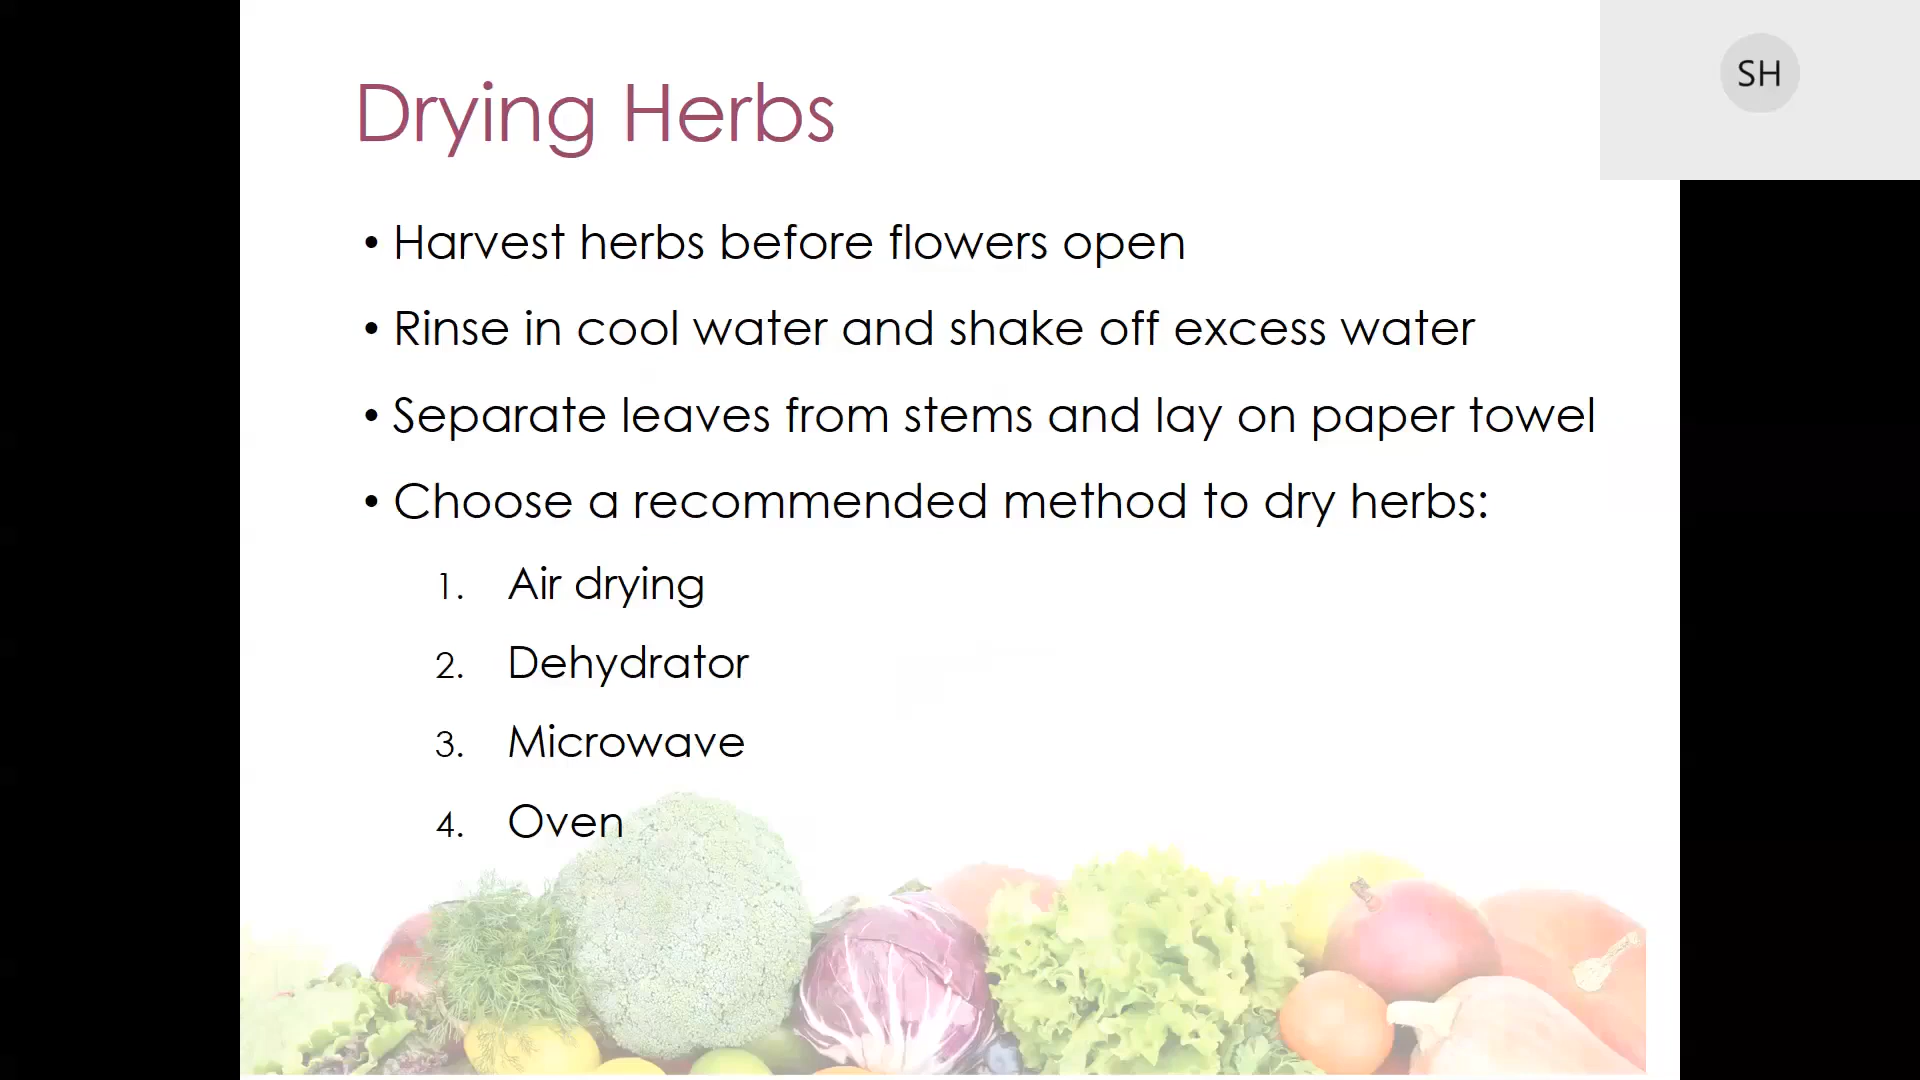 Drying Herbs
SH
• Harvest herbs before flowers open
• Rinse in cool water and shake off excess water
• Separate leaves from stems and lay on paper towel
• Choose a recommended method to dry herbs:
1. Air drying
2. Dehydrator
3. Microwave
4. Oven